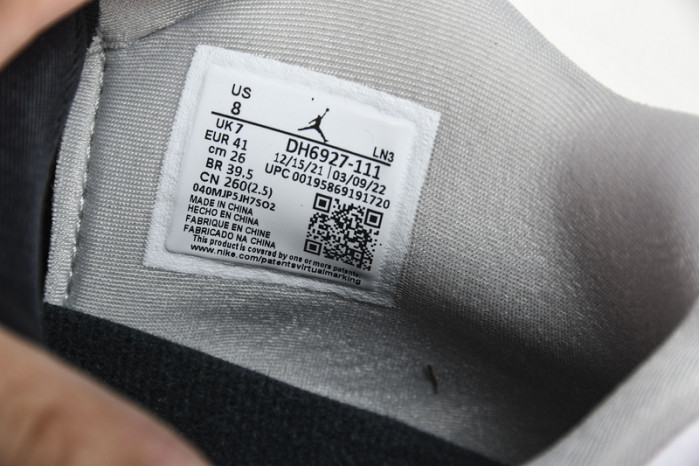 US
8
UK 7
EUR 41
cm 26
BR 39.5
CN 260(2.5)
DH6927-111
LN3
12/15/21 | 03/09/22
UPC 00195869191720
040MJP5JH7SO2
MADE IN CHINA
HECHO EN CHINA
FABRIQUE EN CHINE
FABRICADO NA CHINA
This product is covered by one or more patents
www.nike.com/patentsvirtualmarking